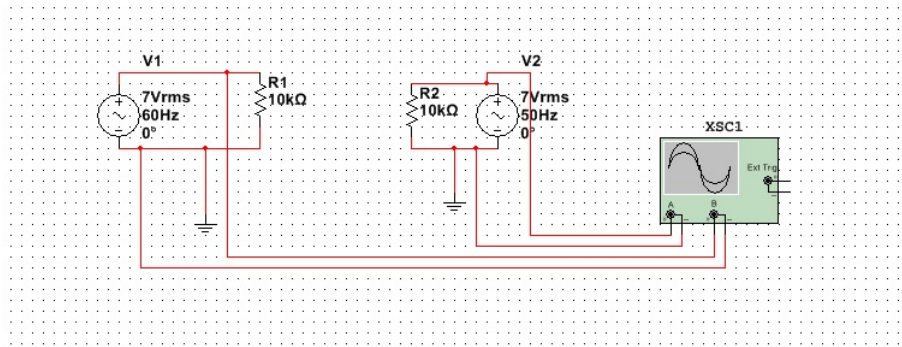 V1
7Vrms
60Hz
0°
R1
10kΩ
V2
R2
10kΩ
7Vrms
50Hz
0°
XSC1
Ext Trig
+
_
A
B
+
_
+
_